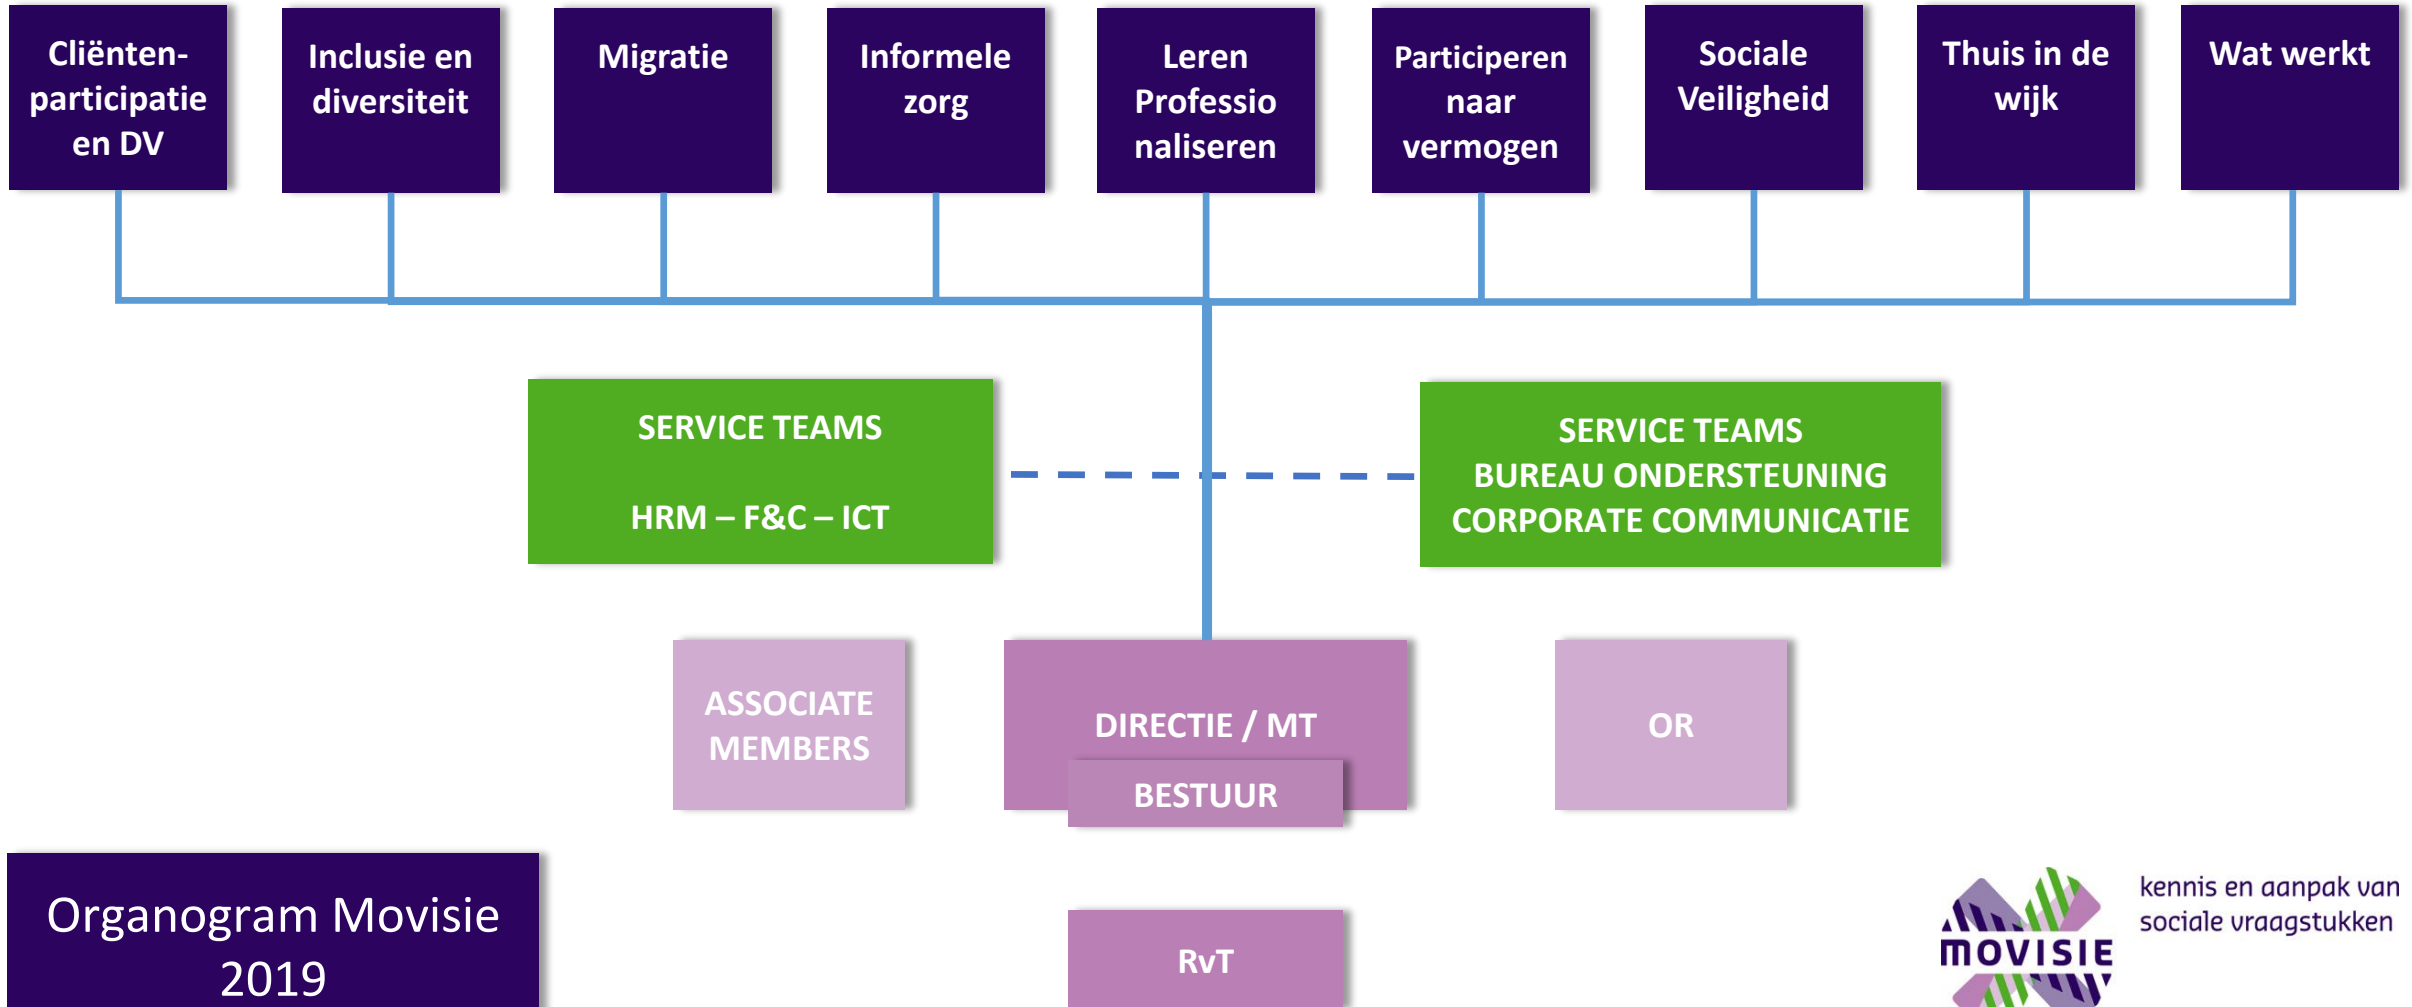 Cliënten-
participatie
en DV
Inclusie en
diversiteit
Migratie
Informele
zorg
Leren
Professio
naliseren
Participeren
naar
vermogen
Sociale
Veiligheid
Thuis in de
wijk
Wat werkt
SERVICE TEAMS
HRM – F&C – ICT
SERVICE TEAMS
BUREAU ONDERSTEUNING
CORPORATE COMMUNICATIE
ASSOCIATE
MEMBERS
DIRECTIE / MT
BESTUUR
OR
Organogram Movisie
2019
RvT
MOVISIE
kennis en aanpak van
sociale vraagstukken